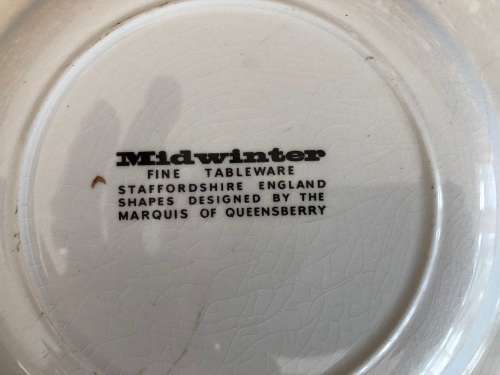 Midwinter
FINE TABLEWARE
STAFFORDSHIRE ENGLAND
SHAPES DESIGNED BY THE
MARQUIS OF QUEENSBERRY